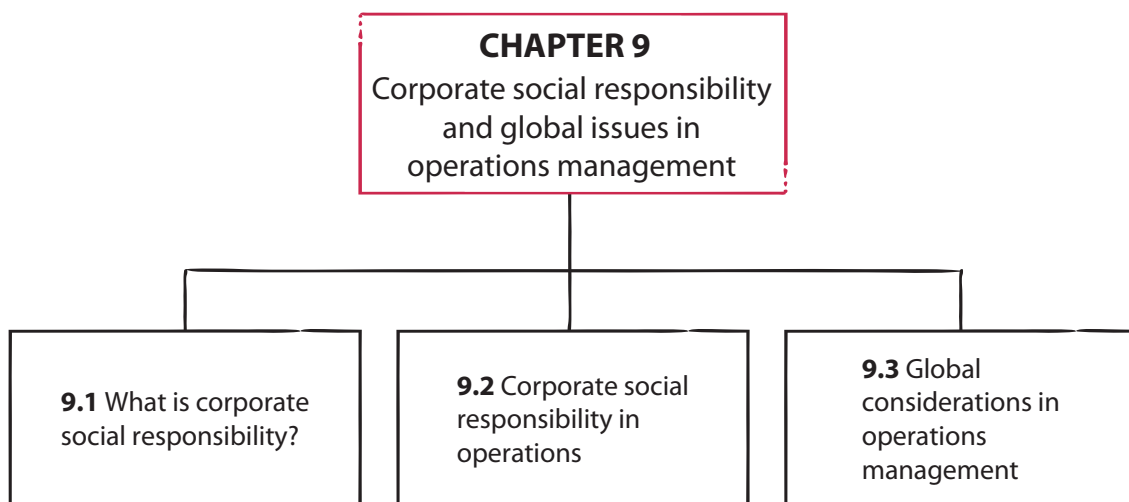 CHAPTER 9
Corporate social responsibility
and global issues in
operations management
9.1 What is corporate
social responsibility?
9.2 Corporate social
responsibility in
operations
9.3 Global
considerations in
operations
management